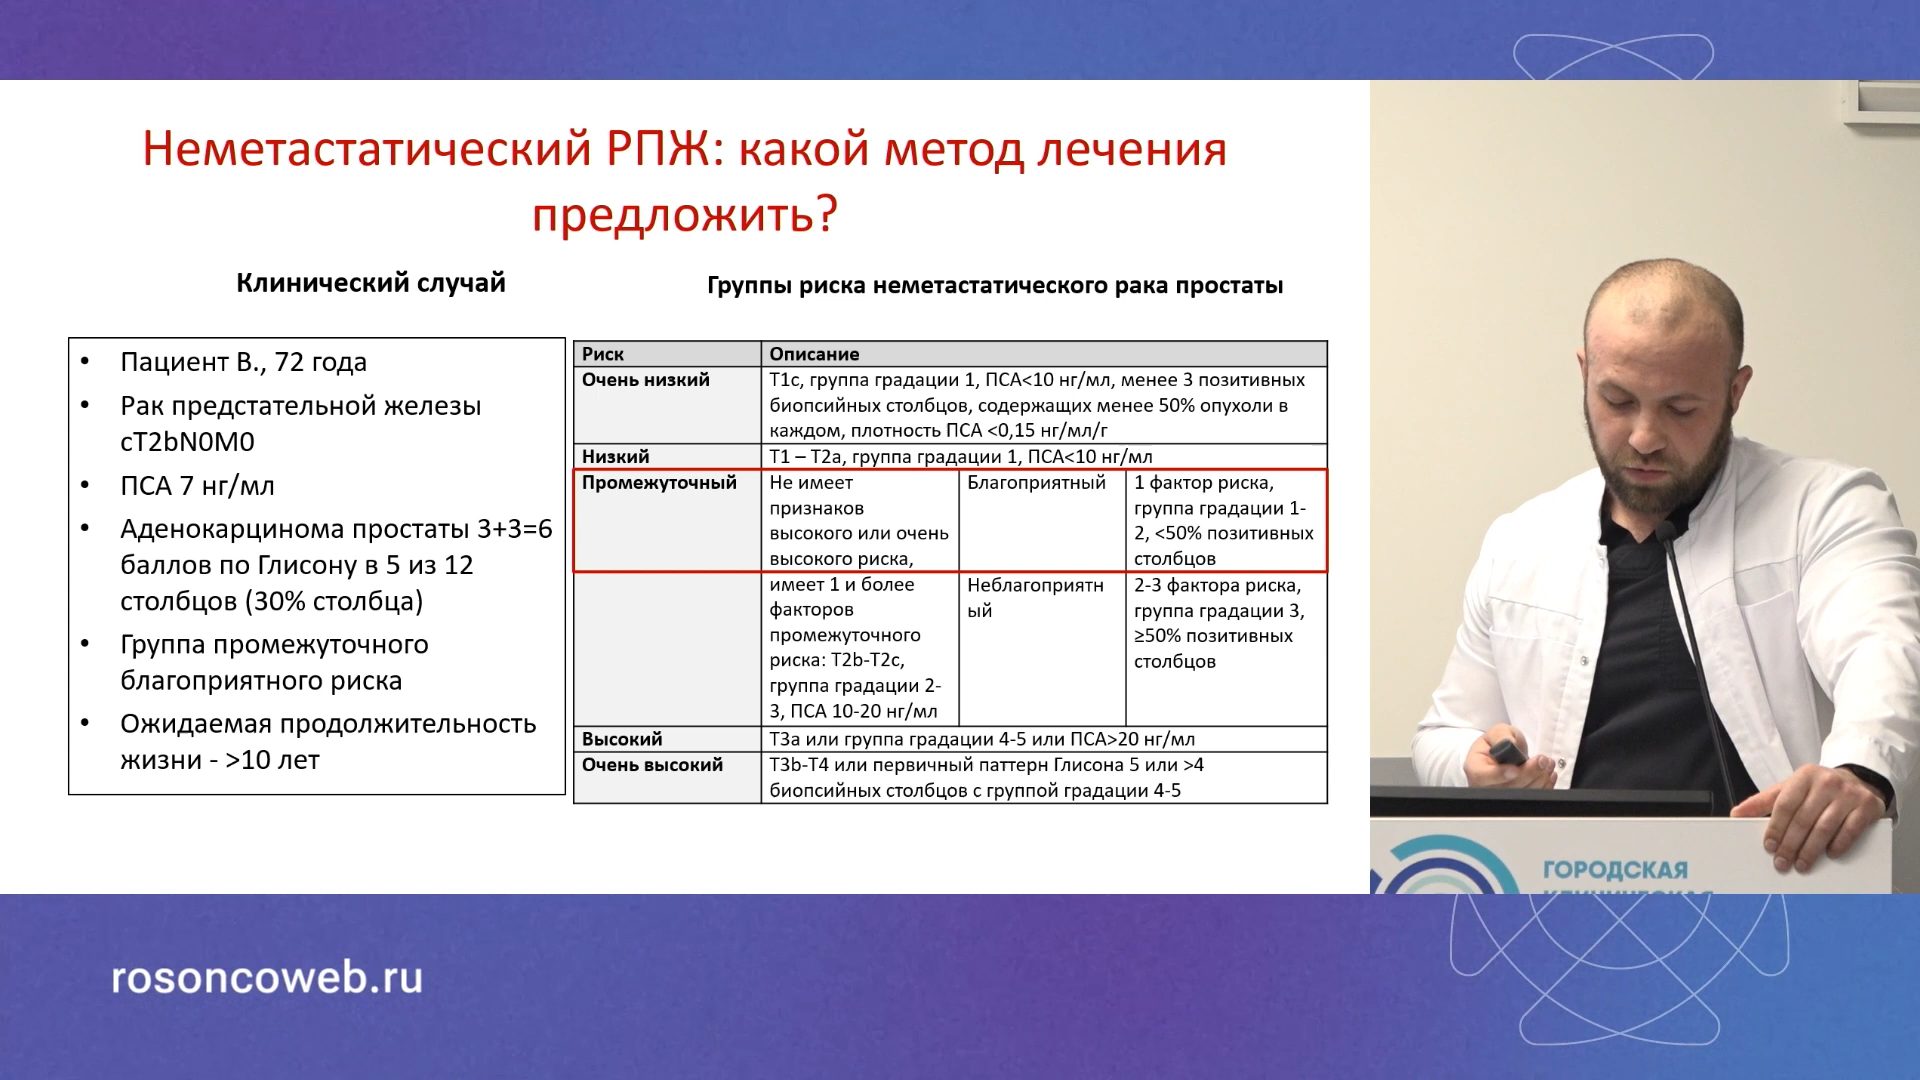 Неметастатический РПЖ: какой метод лечения
предложить?
Клинический случай
• Пациент В., 72 года
• Рак предстательной железы
cT2bN0M0
• ПСА 7 нг/мл
• Аденокарцинома простаты 3+3=6
баллов по Глисону в 5 из 12
столбцов (30% столбца)
• Группа промежуточного
благоприятного риска
• Ожидаемая продолжительность
жизни - >10 лет
Группы риска неметастатического рака простаты
Риск
Описание
Очень низкий
T1c, группа градации 1, ПСА<10 нг/мл, менее 3 позитивных
биопсийных столбцов, содержащих менее 50% опухоли в
каждом, плотность ПСА <0,15 нг/мл/г
Низкий
T1 – T2a, группа градации 1, ПСА<10 нг/мл
Промежуточный
Не имеет
признаков
высокого или очень
высокого риска,
имеет 1 и более
факторов
промежуточного
риска: T2b-T2c,
группа градации 2-
3, ПСА 10-20 нг/мл
Благоприятный
1 фактор риска,
группа градации 1-
2, <50% позитивных
столбцов
Неблагоприятн
ый
2-3 фактора риска,
группа градации 3,
≥50% позитивных
столбцов
Высокий
T3a или группа градации 4-5 или ПСА>20 нг/мл
Очень высокий
T3b-T4 или первичный паттерн Глисона 5 или >4
биопсийных столбцов с группой градации 4-5
ГОРОДСКАЯ
КЛИНИЧЕСКАЯ
rosoncoweb.ru